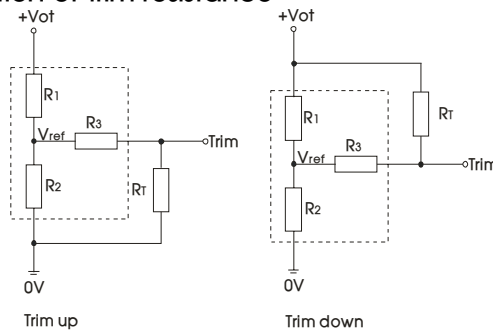 +Vot +Vot
R1 R1
Vref R3 Trim RT
R2 RT
Vref R3 Trim
R2
0V 0V
Trim up Trim down